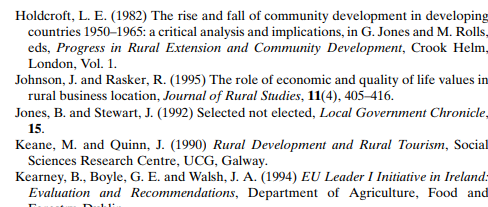 Holdcroft, L. E. (1982) The rise and fall of community development in developing
countries 1950–1965: a critical analysis and implications, in G. Jones and M. Rolls,
eds, Progress in Rural Extension and Community Development, Crook Helm,
London, Vol. 1.
Johnson, J. and Rasker, R. (1995) The role of economic and quality of life values in
rural business location, Journal of Rural Studies, 11(4), 405–416.
Jones, B. and Stewart, J. (1992) Selected not elected, Local Government Chronicle,
15.
Keane, M. and Quinn, J. (1990) Rural Development and Rural Tourism, Social
Sciences Research Centre, UCG, Galway.
Kearney, B., Boyle, G. E. and Walsh, J. A. (1994) EU Leader I Initiative in Ireland:
Evaluation and Recommendations, Department of Agriculture, Food and